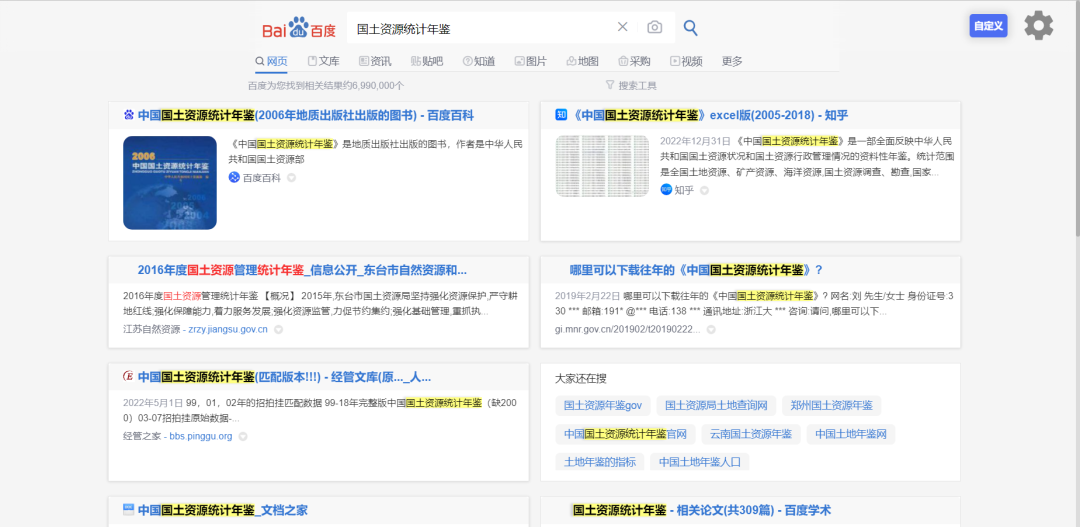 Bai du 百度
国土资源统计年鉴
自定义
网页 文库 资讯 贴吧 知道 图片 地图 采购 视频 更多
百度为您找到相关结果约6,990,000个
搜索工具
中国国土资源统计年鉴(2006年地质出版社出版的图书) - 百度百科
2006
中国国土资源统计年鉴
《中国国土资源统计年鉴》是地质出版社出版的图书，作者是中华人民
共和国国土资源部
百度百科
知 《中国国土资源统计年鉴》excel版(2005-2018) - 知乎
2022年12月31日 《中国国土资源统计年鉴》是一部全面反映中华人民
共和国国土资源状况和国土资源行政管理情况的资料性年鉴。统计范围
是全国土地资源、矿产资源、海洋资源,国土资源调查、勘查,国家...
知乎
2016年度国土资源管理统计年鉴_信息公开_东台市自然资源和...
2016年度国土资源管理统计年鉴 【概况】 2015年,东台市国土资源局坚持强化资源保护,严守耕
地红线,强化保障能力,着力服务发展,强化资源监管,力促节约集约;强化基础管理,重抓执...
江苏自然资源 - zrzy.jiangsu.gov.cn
哪里可以下载往年的《中国国土资源统计年鉴》?
2019年2月22日 哪里可以下载往年的《中国国土资源统计年鉴》? 网名:刘 先生/女士 身份证号:3
30 *** 邮箱:191* @*** 电话:138 *** 通讯地址:浙江大 *** 咨询:请问,哪里可以下...
gi.mnr.gov.cn/201902/t20190222...
中国国土资源统计年鉴(匹配版本!!!) - 经管文库(原..._人...
2022年5月1日 99，01，02年的招拍挂匹配数据 99-18年完整版中国国土资源统计年鉴（缺200
0）03-07招拍挂原始数据-...
经管之家 - bbs.pinggu.org
大家还在搜
国土资源年鉴gov 国土资源局土地查询网 郑州国土资源年鉴
中国国土资源统计年鉴官网 云南国土资源年鉴 中国土地年鉴网
土地年鉴的指标 中国土地年鉴人口
中国国土资源统计年鉴_文档之家
国土资源统计年鉴 - 相关论文(共309篇) - 百度学术